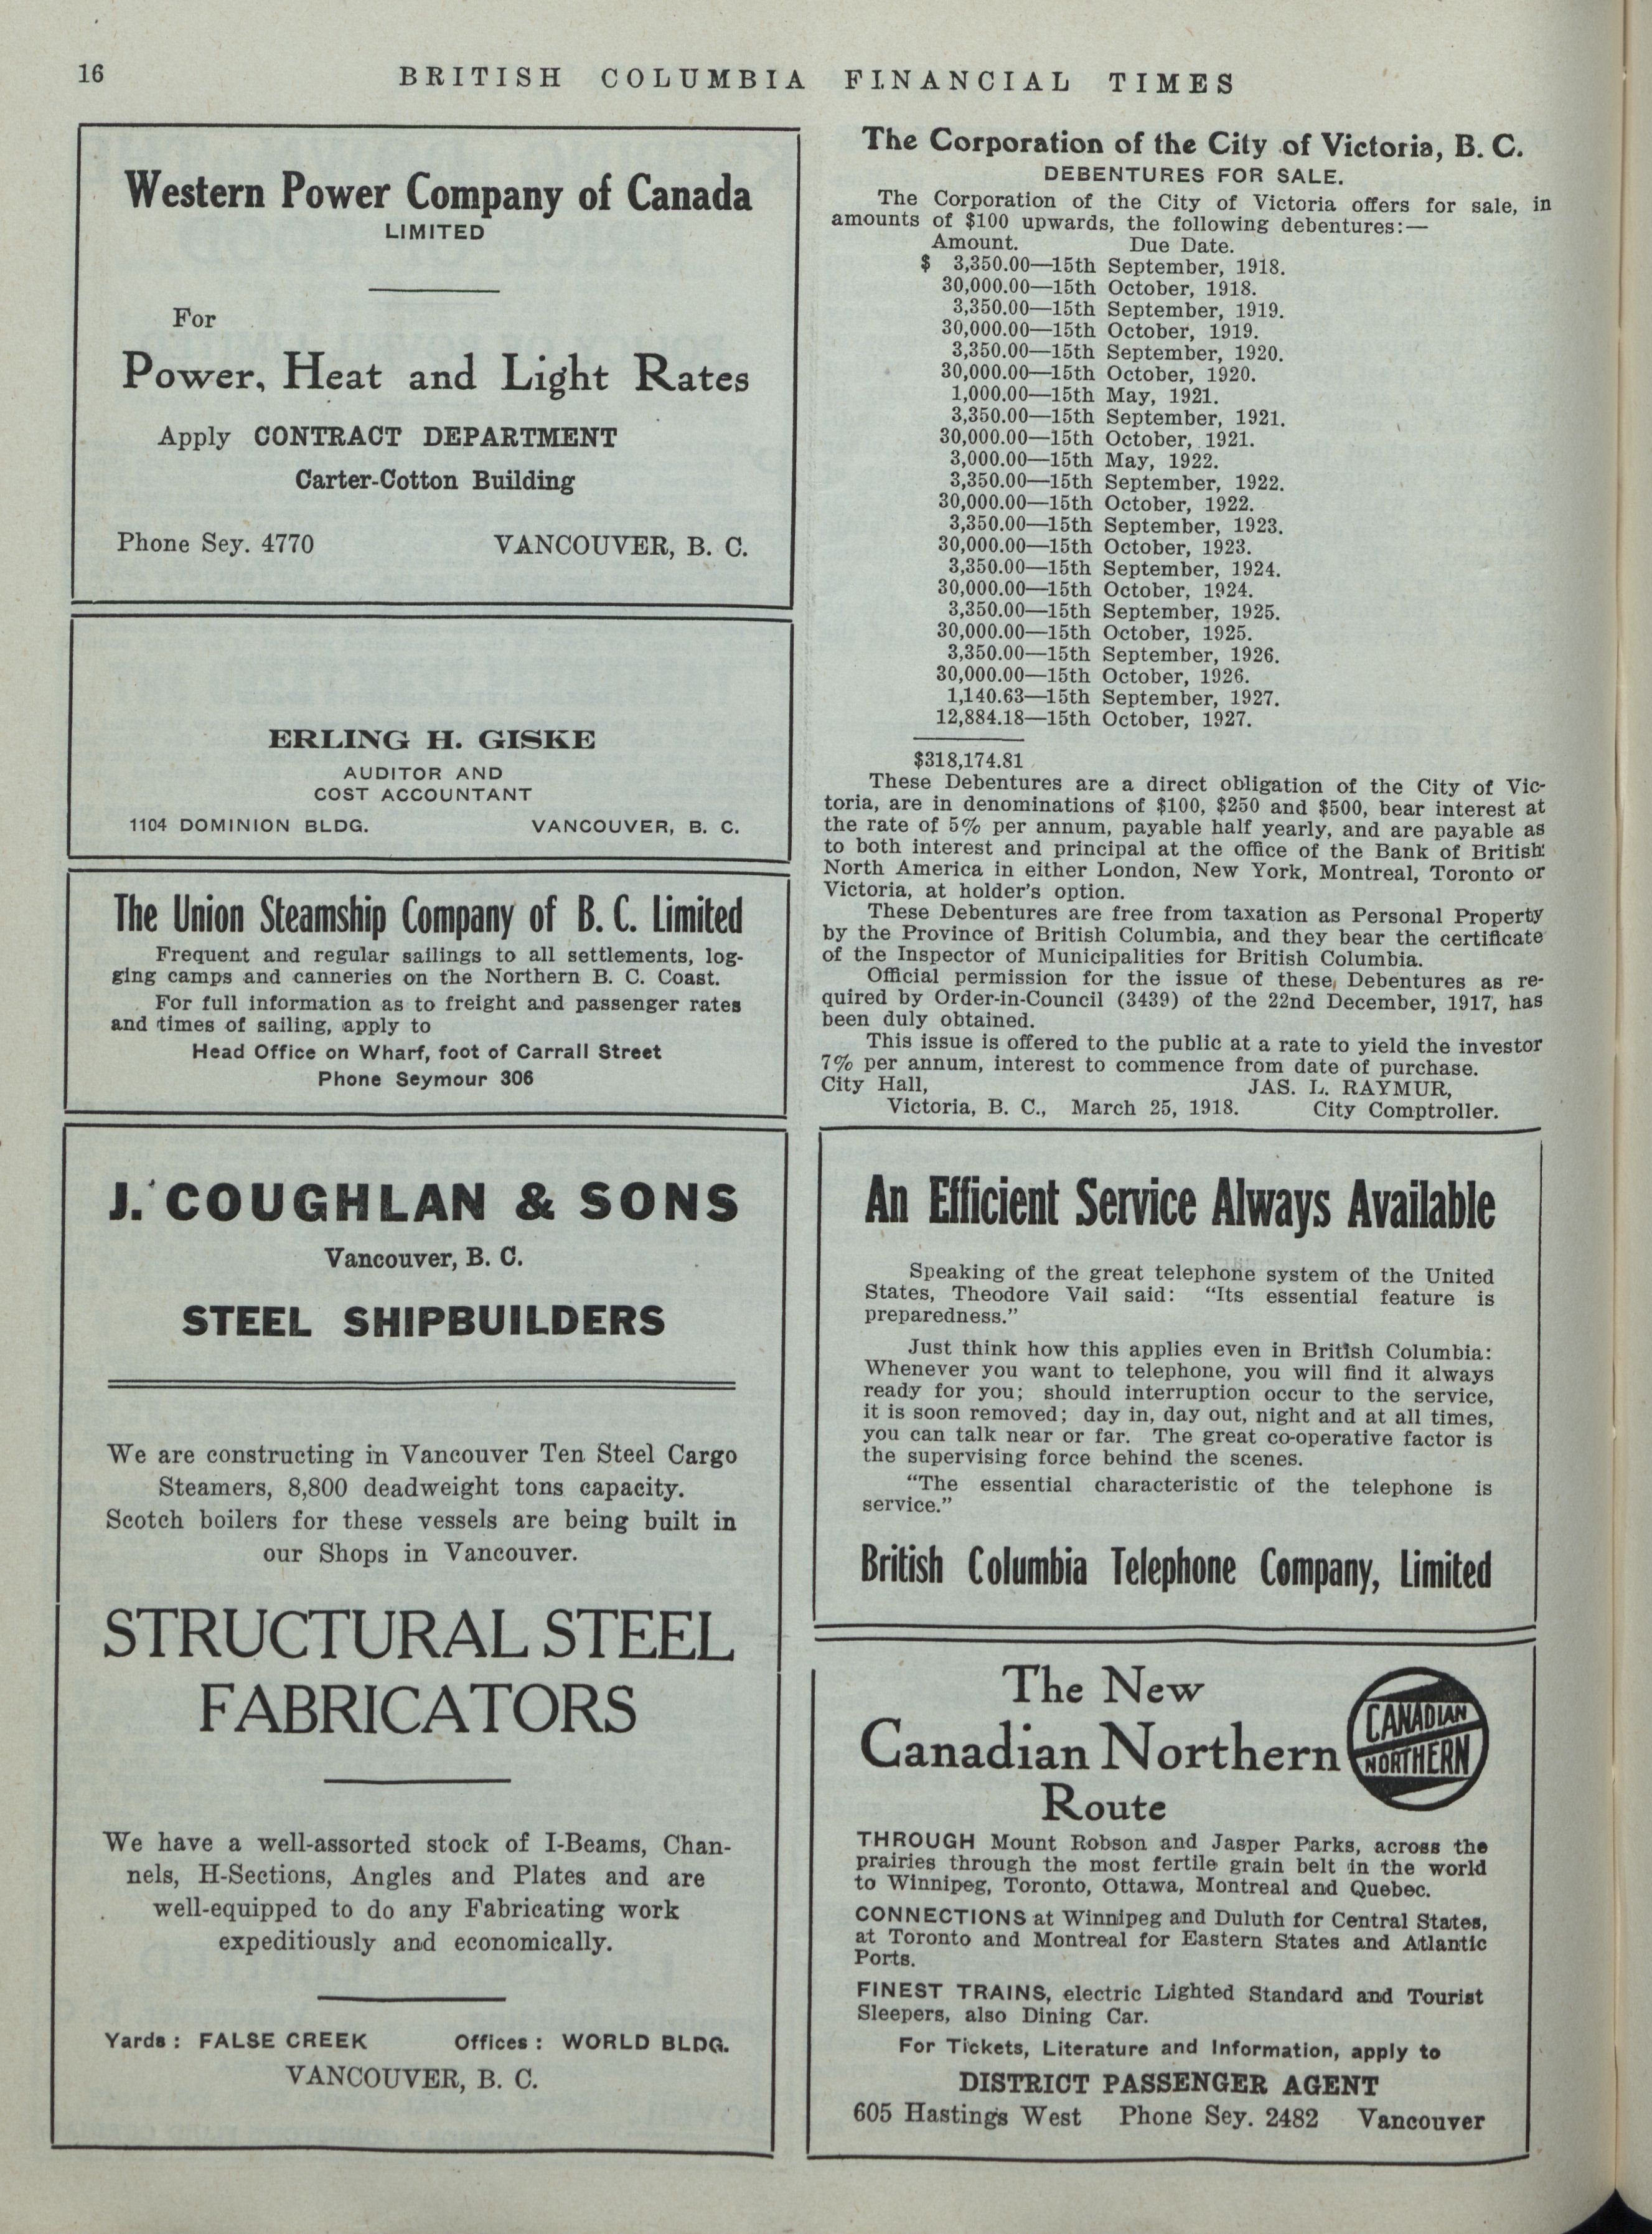 16
BRITISH COLUMBIA FINANCIAL TIMES
Western Power Company of Canada
LIMITED
For
Power, Heat and Light Rates
Apply CONTRACT DEPARTMENT
Carter-Cotton Building
Phone Sey. 4770 VANCOUVER, B. C.
ERLING H. GISKE
AUDITOR AND
COST ACCOUNTANT
1104 DOMINION BLDG. VANCOUVER, B. C.
The Union Steamship Company of B. C. Limited
Frequent and regular sailings to all settlements, log-
ging camps and canneries on the Northern B. C. Coast.
For full information as to freight and passenger rates
and times of sailing, apply to
Head Office on Wharf, foot of Carrall Street
Phone Seymour 306
J. COUGHLAN & SONS
Vancouver, B. C.
STEEL SHIPBUILDERS
We are constructing in Vancouver Ten Steel Cargo
Steamers, 8,800 deadweight tons capacity.
Scotch boilers for these vessels are being built in
our Shops in Vancouver.
STRUCTURAL STEEL
FABRICATORS
We have a well-assorted stock of I-Beams, Chan-
nels, H-Sections, Angles and Plates and are
well-equipped to do any Fabricating work
expeditiously and economically.
Yards : FALSE CREEK Offices : WORLD BLDG.
VANCOUVER, B. C.
The Corporation of the City of Victoria, B. C.
DEBENTURES FOR SALE.
The Corporation of the City of Victoria offers for sale, in
amounts of $100 upwards, the following debentures:—
Amount. Due Date.
$ 3,350.00—15th September, 1918.
30,000.00—15th October, 1918.
3,350.00—15th September, 1919.
30,000.00—15th October, 1919.
3,350.00—15th September, 1920.
30,000.00—15th October, 1920.
1,000.00—15th May, 1921.
3,350.00—15th September, 1921.
30,000.00—15th October, 1921.
3,000.00—15th May, 1922.
3,350.00—15th September, 1922.
30,000.00—15th October, 1922.
3,350.00—15th September, 1923.
30,000.00—15th October, 1923.
3,350.00—15th September, 1924.
30,000.00—15th October, 1924.
3,350.00—15th September, 1925.
30,000.00—15th October, 1925.
3,350.00—15th September, 1926.
30,000.00—15th October, 1926.
1,140.63—15th September, 1927.
12,884.18—15th October, 1927.
$318,174.81
These Debentures are a direct obligation of the City of Vic-
toria, are in denominations of $100, $250 and $500, bear interest at
the rate of 5% per annum, payable half yearly, and are payable as
to both interest and principal at the office of the Bank of British
North America in either London, New York, Montreal, Toronto or
Victoria, at holder's option.
These Debentures are free from taxation as Personal Property
by the Province of British Columbia, and they bear the certificate
of the Inspector of Municipalities for British Columbia.
Official permission for the issue of these Debentures as re-
quired by Order-in-Council (3439) of the 22nd December, 1917, has
been duly obtained.
This issue is offered to the public at a rate to yield the investor
7% per annum, interest to commence from date of purchase.
City Hall, JAS. L. RAYMUR,
Victoria, B. C., March 25, 1918. City Comptroller.
An Efficient Service Always Available
Speaking of the great telephone system of the United
States, Theodore Vail said: “Its essential feature is
preparedness.”
Just think how this applies even in British Columbia:
Whenever you want to telephone, you will find it always
ready for you; should interruption occur to the service,
it is soon removed; day in, day out, night and at all times,
you can talk near or far. The great co-operative factor is
the supervising force behind the scenes.
“The essential characteristic of the telephone is
service.”
British Columbia Telephone Company, Limited
The New
Canadian Northern
Route
CANADIAN
NORTHERN
THROUGH Mount Robson and Jasper Parks, across the
prairies through the most fertile grain belt in the world
to Winnipeg, Toronto, Ottawa, Montreal and Quebec.
CONNECTIONS at Winnipeg and Duluth for Central States,
at Toronto and Montreal for Eastern States and Atlantic
Ports.
FINEST TRAINS, electric Lighted Standard and Tourist
Sleepers, also Dining Car.
For Tickets, Literature and Information, apply to
DISTRICT PASSENGER AGENT
605 Hastings West Phone Sey. 2482 Vancouver